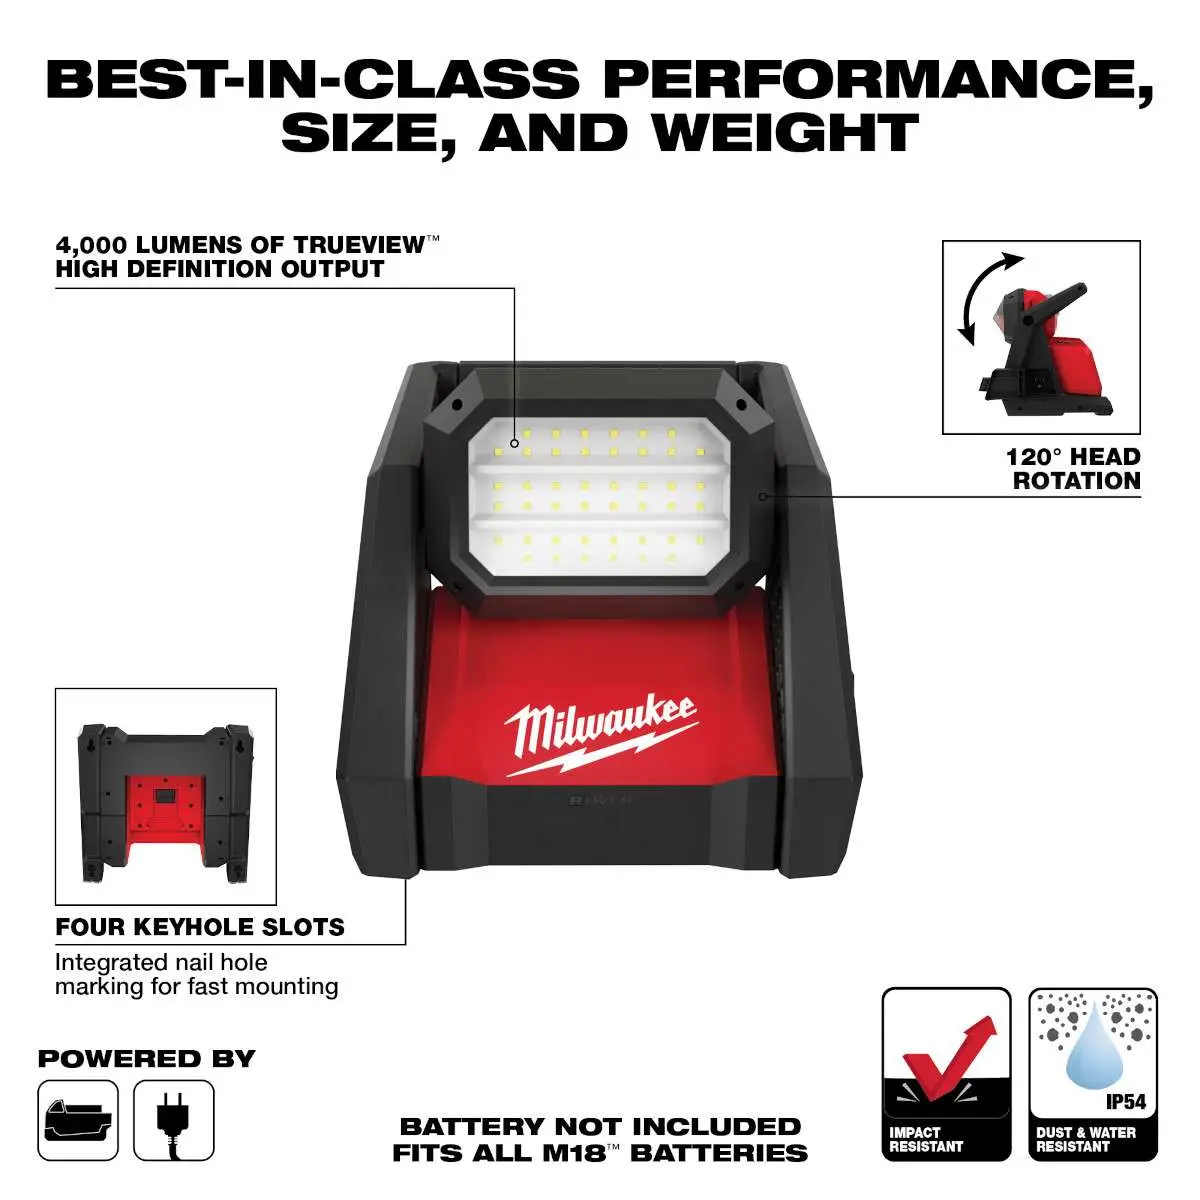 BEST-IN-CLASS PERFORMANCE,
SIZE, AND WEIGHT
4,000 LUMENS OF TRUEVIEW™
HIGH DEFINITION OUTPUT
120° HEAD
ROTATION
Milwaukee
ROVER
FOUR KEYHOLE SLOTS
Integrated nail hole
marking for fast mounting
POWERED BY
BATTERY NOT INCLUDED
FITS ALL M18™ BATTERIES
IMPACT
RESISTANT
IP54
DUST & WATER
RESISTANT